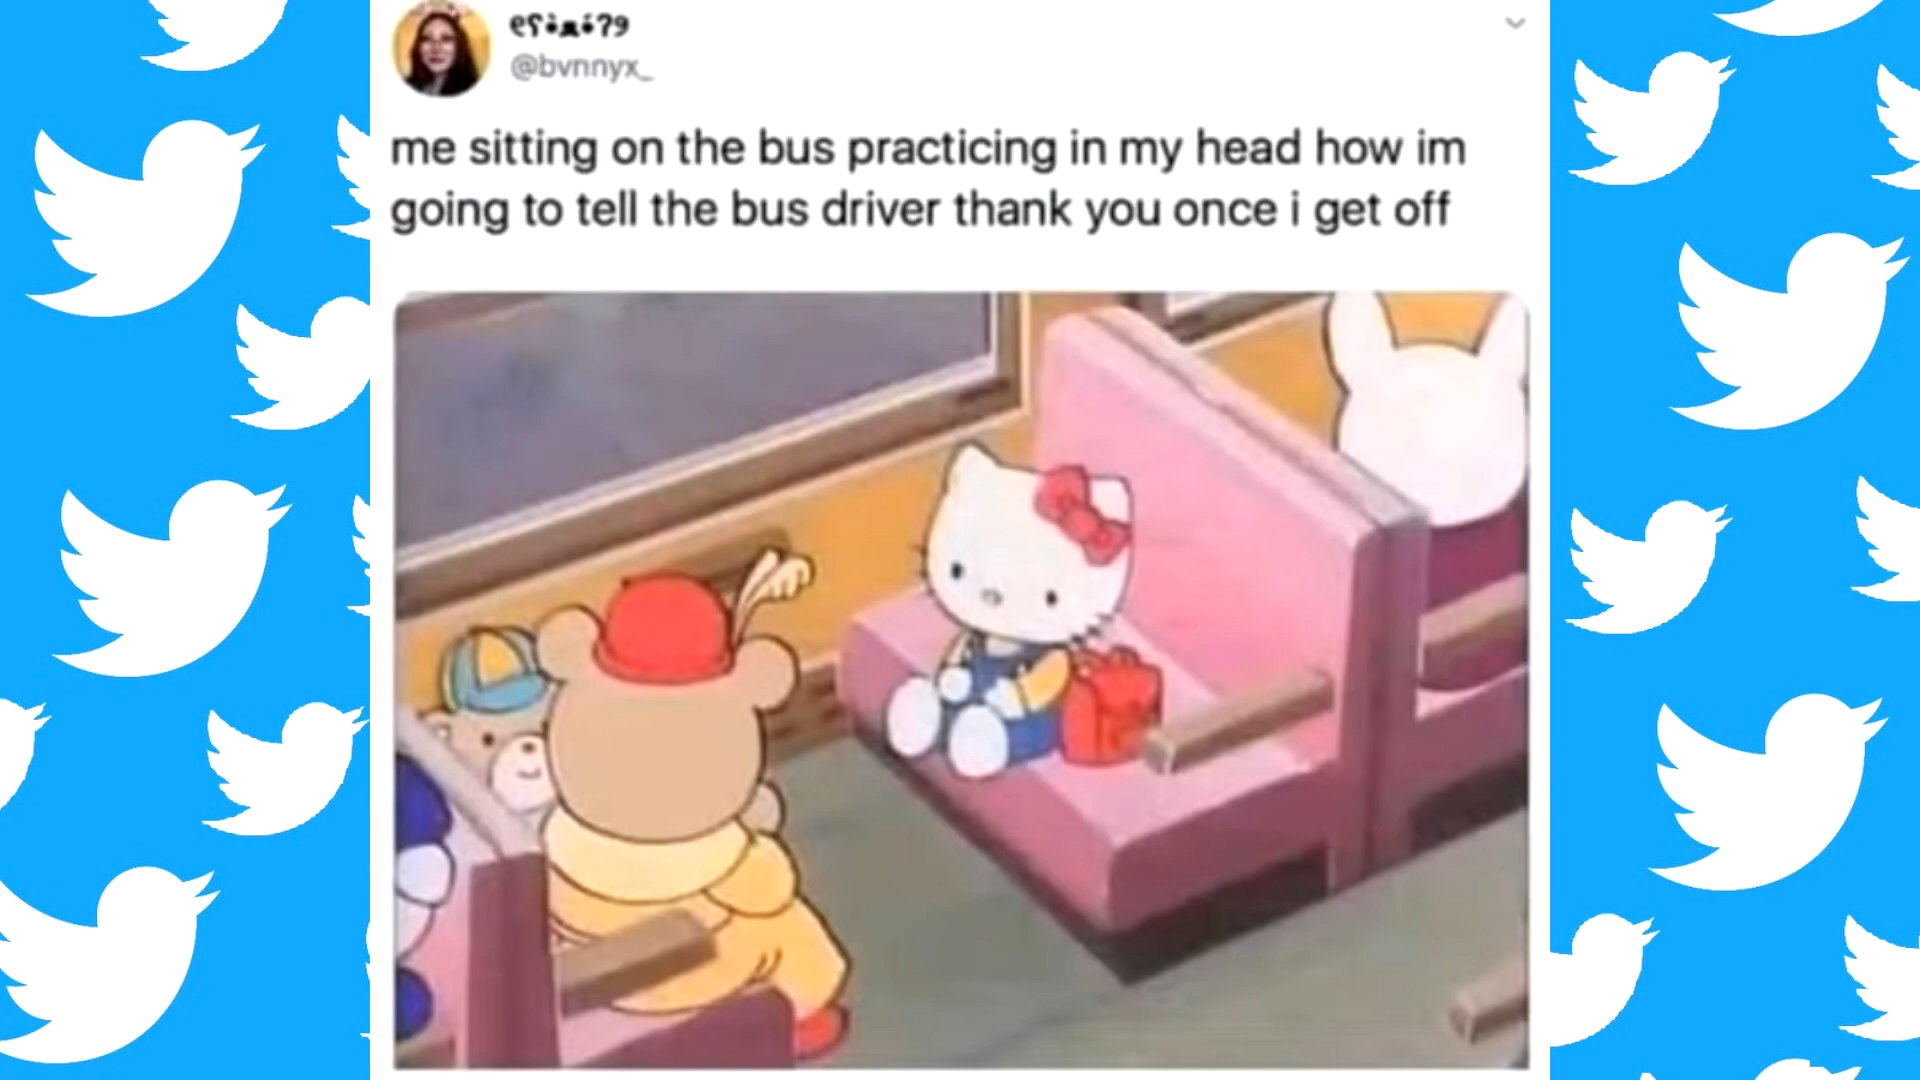 @bvnnyx_
me sitting on the bus practicing in my head how im
going to tell the bus driver thank you once i get off